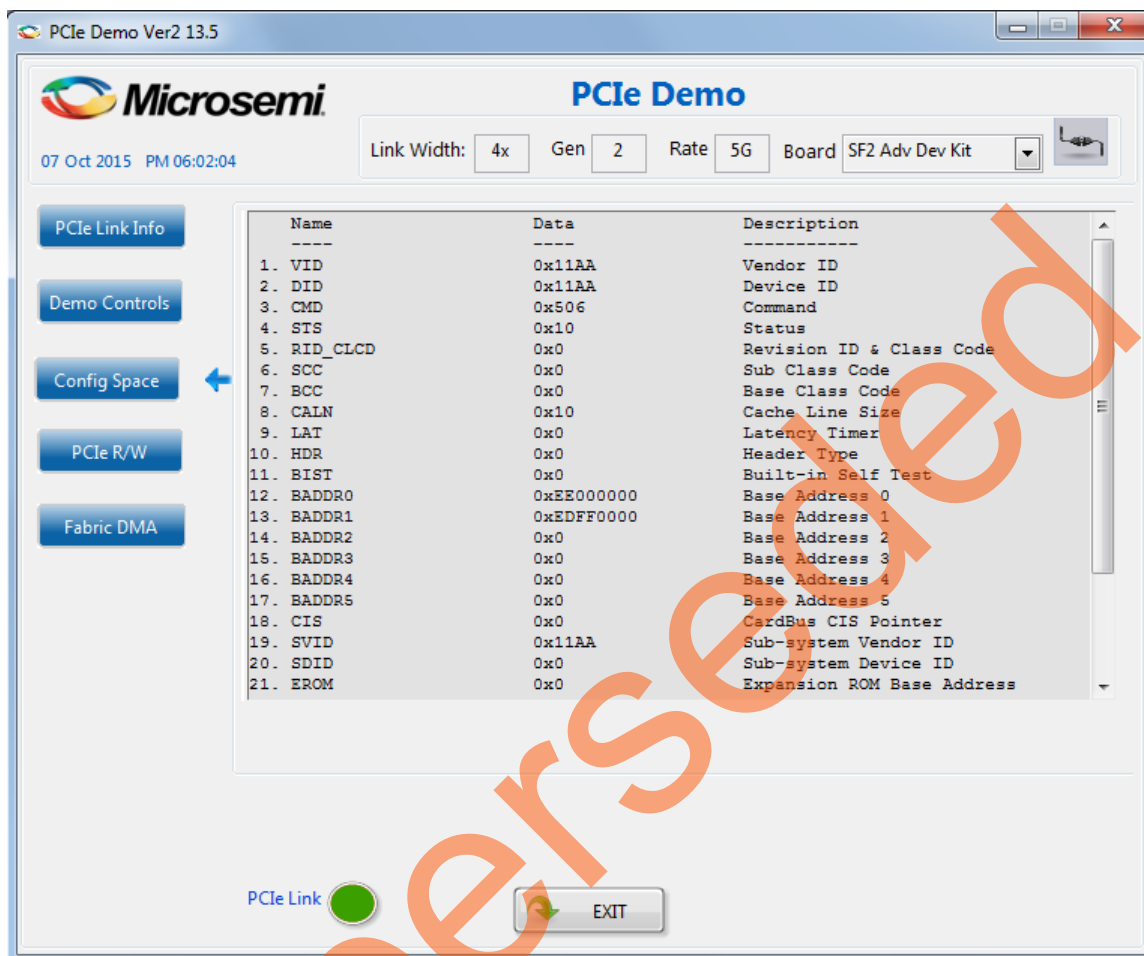 PCIe Demo Ver2 13.5
Microsemi.
PCIe Demo
07 Oct 2015 PM 06:02:04
Link Width: 4x Gen 2 Rate 5G Board SF2 Adv Dev Kit
PCIe Link Info
Demo Controls
Config Space
PCIe R/W
Fabric DMA
Name Data Description
---- ---- -----------
1. VID 0x11AA Vendor ID
2. DID 0x11AA Device ID
3. CMD 0x506 Command
4. STS 0x10 Status
5. RID_CLCD 0x0 Revision ID & Class Code
6. SCC 0x0 Sub Class Code
7. BCC 0x0 Base Class Code
8. CALN 0x10 Cache Line Size
9. LAT 0x0 Latency Timer
10. HDR 0x0 Header Type
11. BIST 0x0 Built-in Self Test
12. BADDR0 0xEE000000 Base Address 0
13. BADDR1 0xEDFF0000 Base Address 1
14. BADDR2 0x0 Base Address 2
15. BADDR3 0x0 Base Address 3
16. BADDR4 0x0 Base Address 4
17. BADDR5 0x0 Base Address 5
18. CIS 0x0 CardBus CIS Pointer
19. SVID 0x11AA Sub-system Vendor ID
20. SDID 0x0 Sub-system Device ID
21. EROM 0x0 Expansion ROM Base Address
PCIe Link
EXIT
perseded